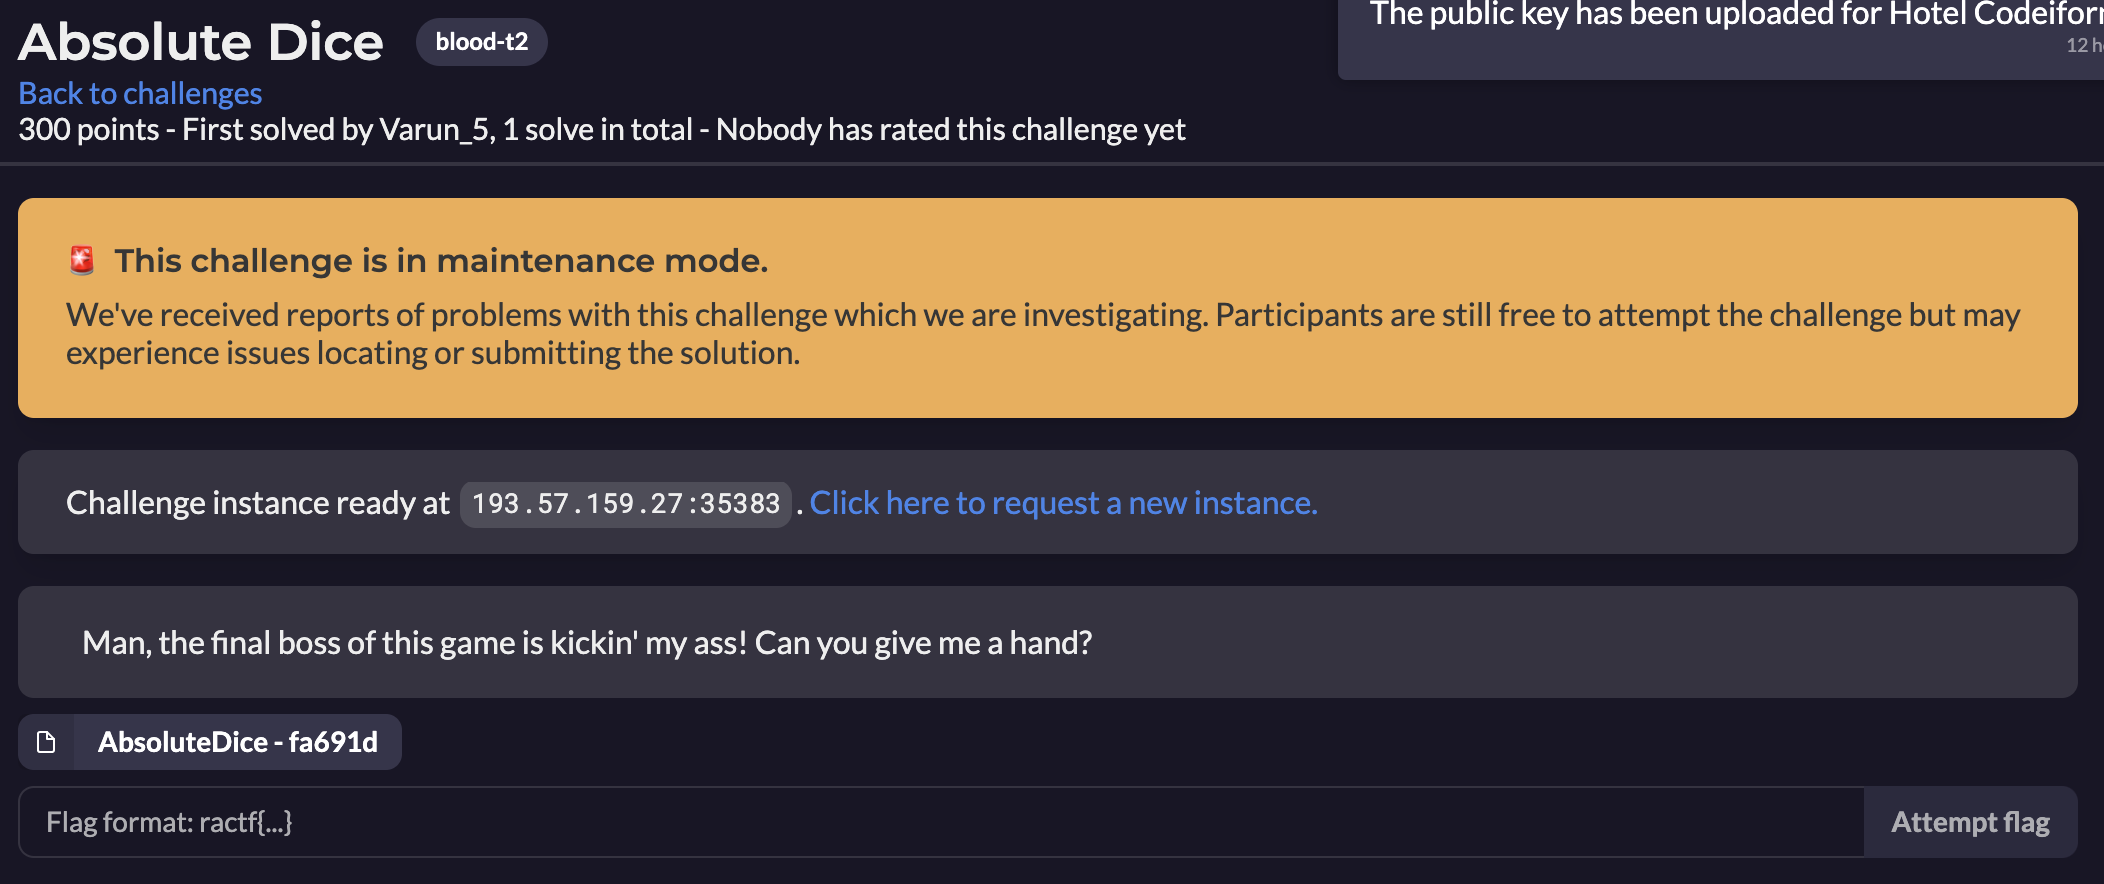 Absolute Dice
blood-t2
The public key has been uploaded for Hotel
12
Back to challenges
300 points - First solved by Varun_5, 1 solve in total - Nobody has rated this challenge yet
🚨 This challenge is in maintenance mode.
We've received reports of problems with this challenge which we are investigating. Participants are still free to attempt the challenge but may
experience issues locating or submitting the solution.
Challenge instance ready at 193.57.159.27:35383. Click here to request a new instance.
Man, the final boss of this game is kickin' my ass! Can you give me a hand?
AbsoluteDice - fa691d
Flag format: ractf{...}
Attempt flag